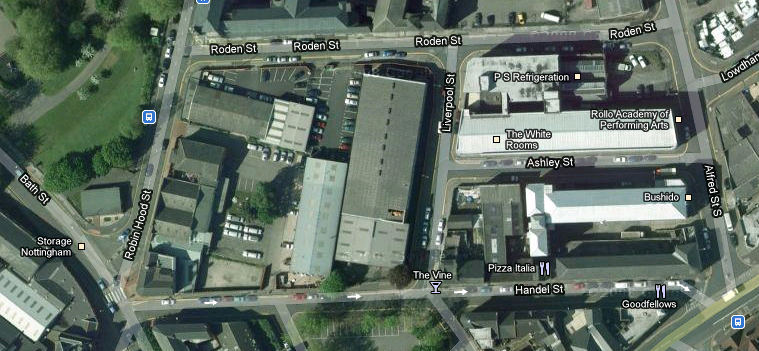 Roden St
Roden St
Roden St
Roden St
Lowdham
P S Refrigeration
Liverpool St
Rollo Academy of
Performing Arts
The White
Rooms
Ashley St
Bath St
Robin Hood St
Alfred St S
Bushido
Storage
Nottingham
Pizza Italia
The Vine
Handel St
Goodfellows